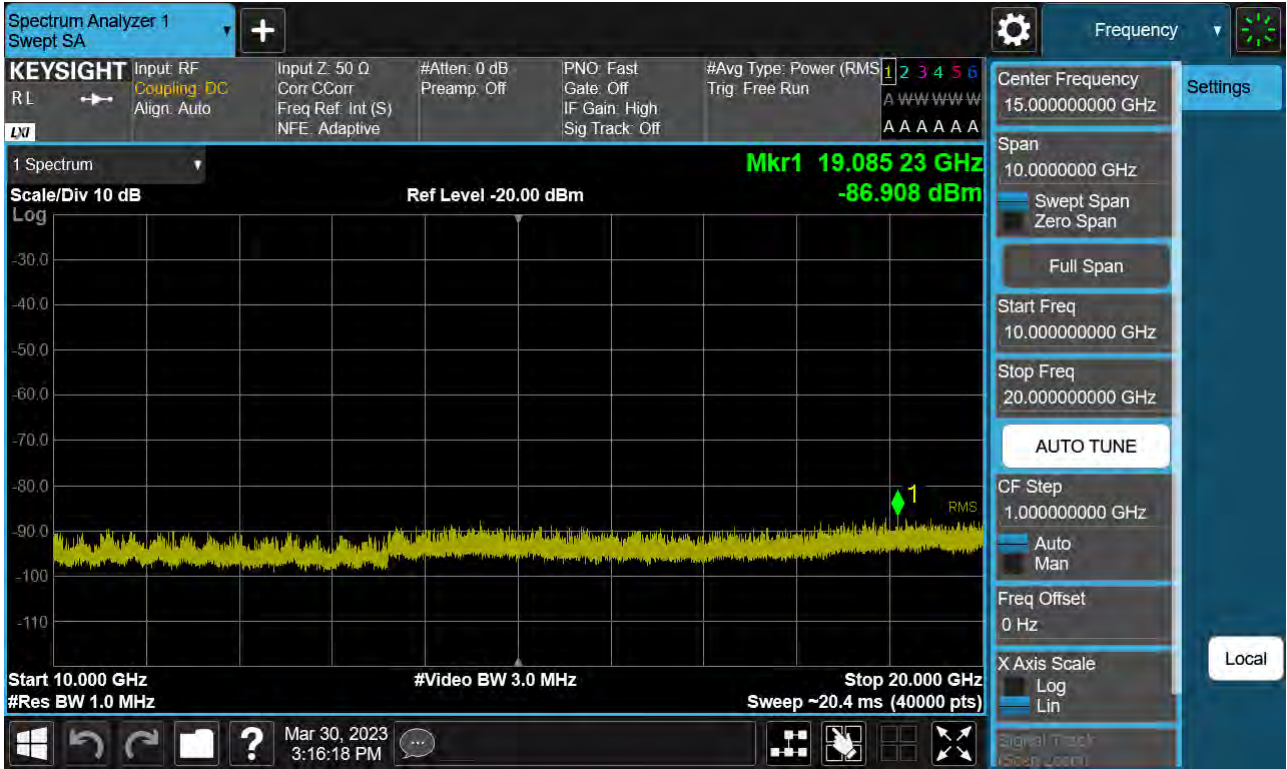 Spectrum Analyzer 1
Swept SA
Frequency
KEYSIGHT
R L
LXI
Input: RF
Coupling: DC
Align: Auto
Input Z: 50 Ω
Corr CCorr
Freq Ref: Int (S)
NFE: Adaptive
#Atten: 0 dB
Preamp: Off
PNO: Fast
Gate: Off
IF Gain: High
Sig Track: Off
#Avg Type: Power (RMS
Trig: Free Run
1 2 3 4 5 6
A W W W W W
A A A A A A
1 Spectrum
Scale/Div 10 dB
Log
Ref Level -20.00 dBm
Mkr1 19.085 23 GHz
-86.908 dBm
-30.0
-40.0
-50.0
-60.0
-70.0
-80.0
-90.0
-100
-110
1
RMS
Start 10.000 GHz
#Res BW 1.0 MHz
#Video BW 3.0 MHz
Stop 20.000 GHz
Sweep ~20.4 ms (40000 pts)
Center Frequency
15.000000000 GHz
Span
10.0000000 GHz
Swept Span
Zero Span
Full Span
Start Freq
10.000000000 GHz
Stop Freq
20.000000000 GHz
AUTO TUNE
CF Step
1.000000000 GHz
Auto
Man
Freq Offset
0 Hz
X Axis Scale
Log
Lin
Signal Track
(Span Zoom)
Settings
Local
?
Mar 30, 2023
3:16:18 PM